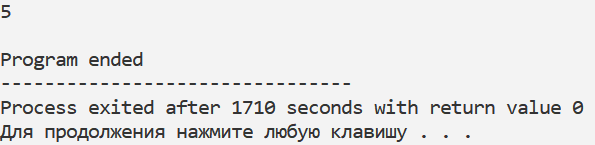 5
Program ended
--------------------------------
Process exited after 1710 seconds with return value 0
Для продолжения нажмите любую клавишу . . .